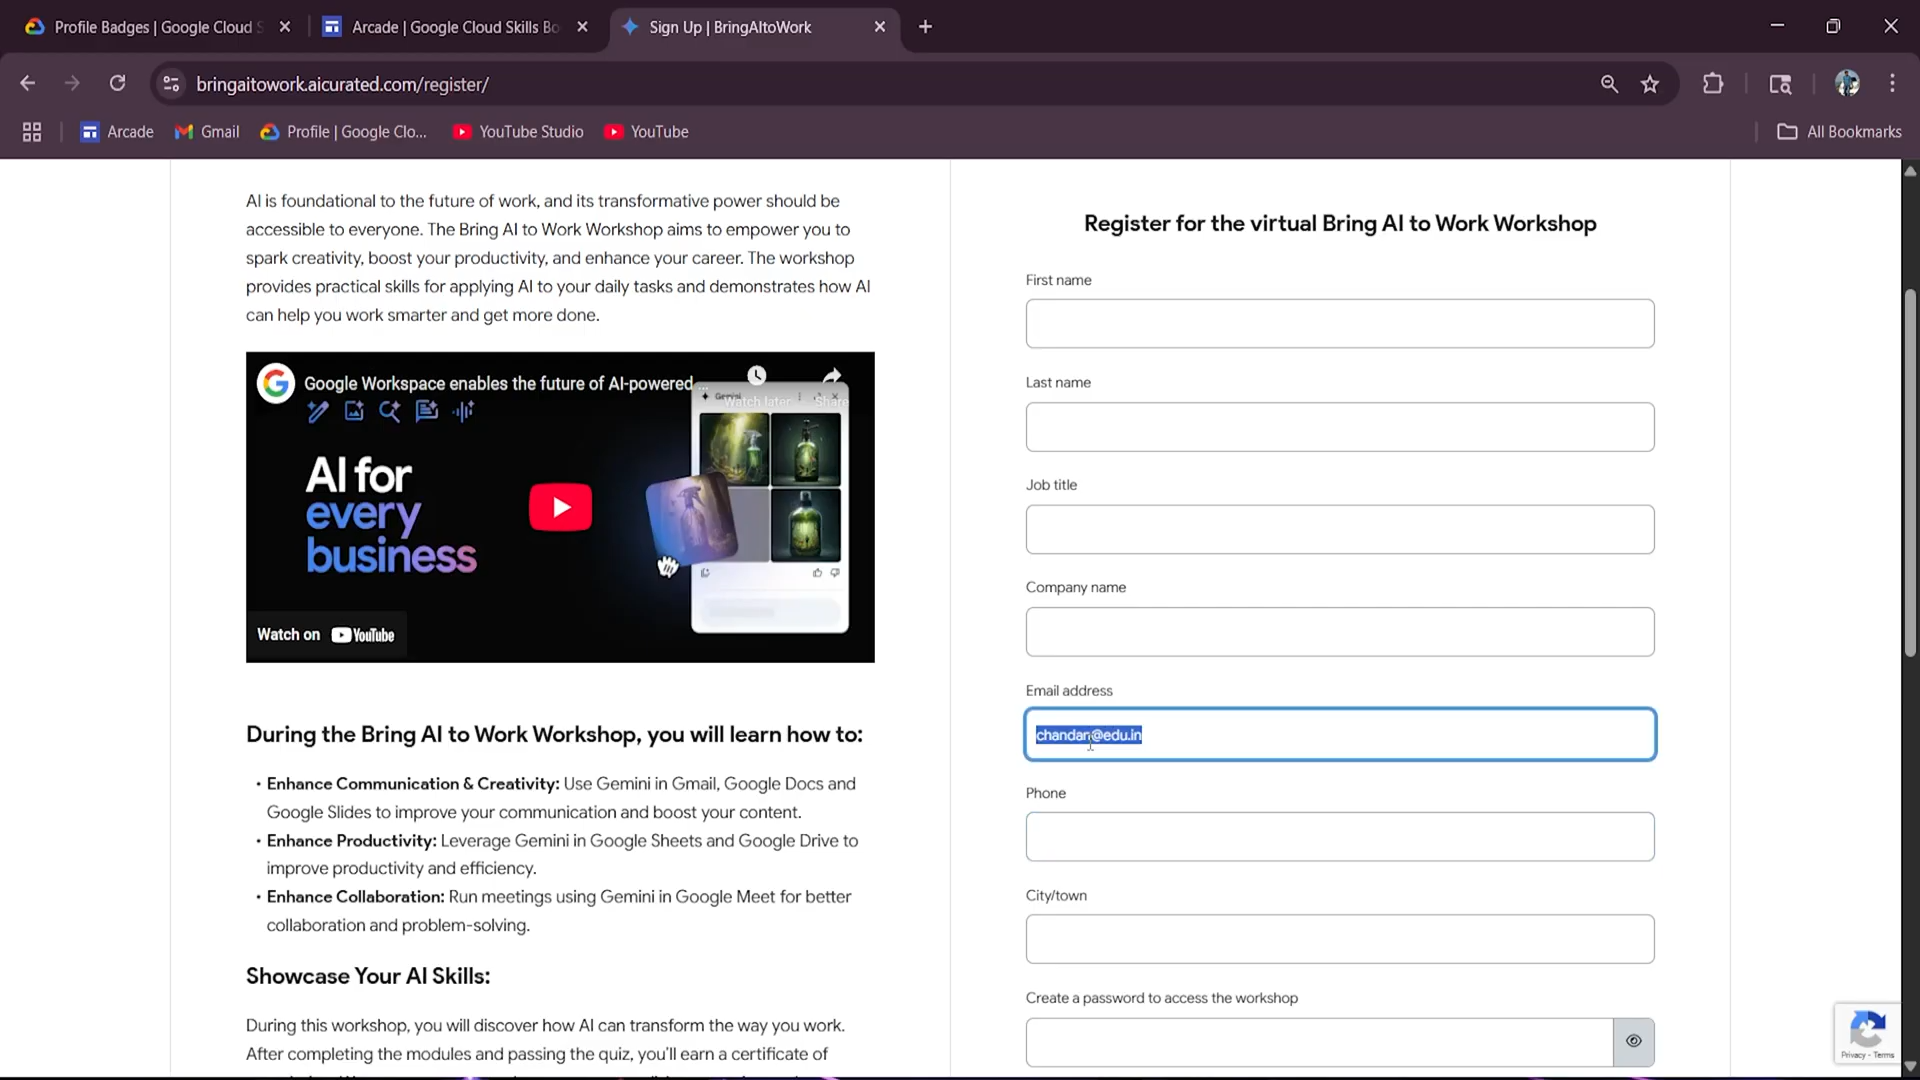 Profile Badges | Google Cloud S
Arcade | Google Cloud Skills Bo
Sign Up | BringAItoWork
bringaitowork.aicurated.com/register/
Arcade
Gmail
Profile | Google Clo...
YouTube Studio
YouTube
All Bookmarks
AI is foundational to the future of work, and its transformative power should be
accessible to everyone. The Bring AI to Work Workshop aims to empower you to
spark creativity, boost your productivity, and enhance your career. The workshop
provides practical skills for applying AI to your daily tasks and demonstrates how AI
can help you work smarter and get more done.
Google Workspace enables the future of AI-powered ...
Gemini
Watch later
Share
AI for
every
business
Watch on YouTube
During the Bring AI to Work Workshop, you will learn how to:
• Enhance Communication & Creativity: Use Gemini in Gmail, Google Docs and
Google Slides to improve your communication and boost your content.
• Enhance Productivity: Leverage Gemini in Google Sheets and Google Drive to
improve productivity and efficiency.
• Enhance Collaboration: Run meetings using Gemini in Google Meet for better
collaboration and problem-solving.
Showcase Your AI Skills:
During this workshop, you will discover how AI can transform the way you work.
After completing the modules and passing the quiz, you'll earn a certificate of
Register for the virtual Bring AI to Work Workshop
First name
Last name
Job title
Company name
Email address
chandan@edu.in
Phone
City/town
Create a password to access the workshop
Privacy - Terms